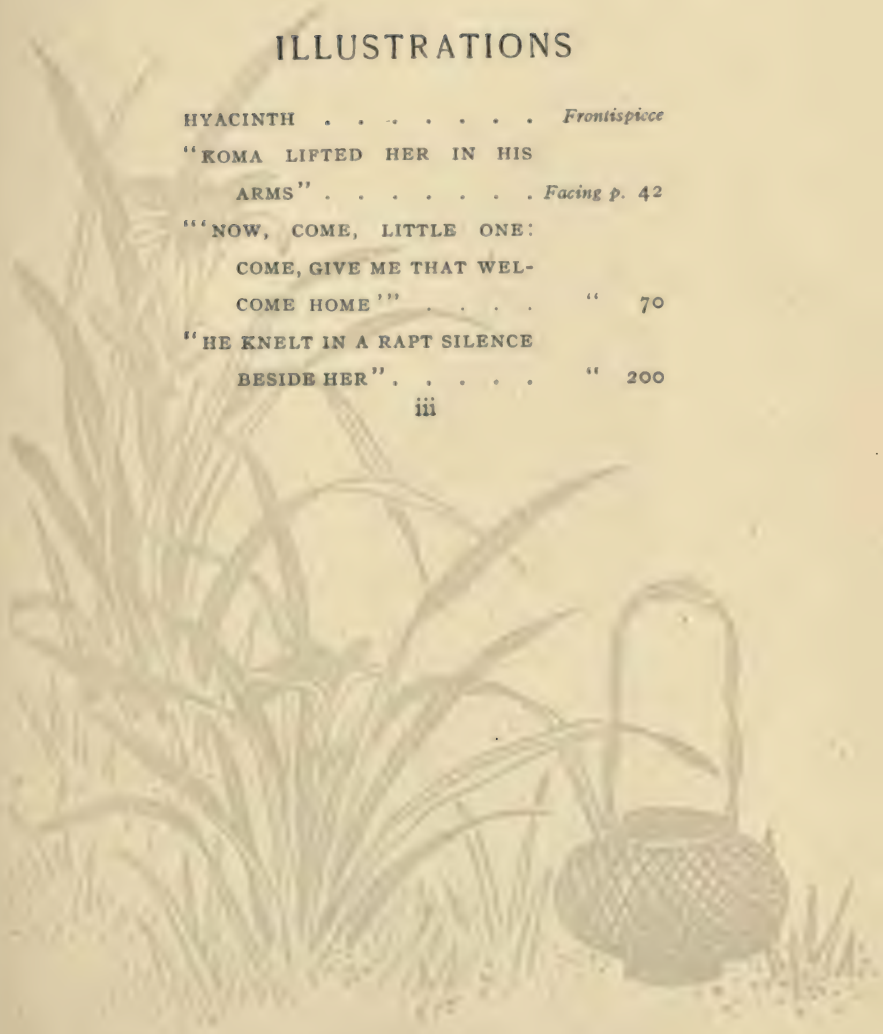 ILLUSTRATIONS
HYACINTH . . . . . . . Frontispiece
"KOMA LIFTED HER IN HIS
ARMS" . . . . . . . Facing p. 42
"'NOW, COME, LITTLE ONE!
COME, GIVE ME THAT WEL-
COME HOME'" . . . . " 70
"HE KNELT IN A RAPT SILENCE
BESIDE HER" . . . . . " 200
iii